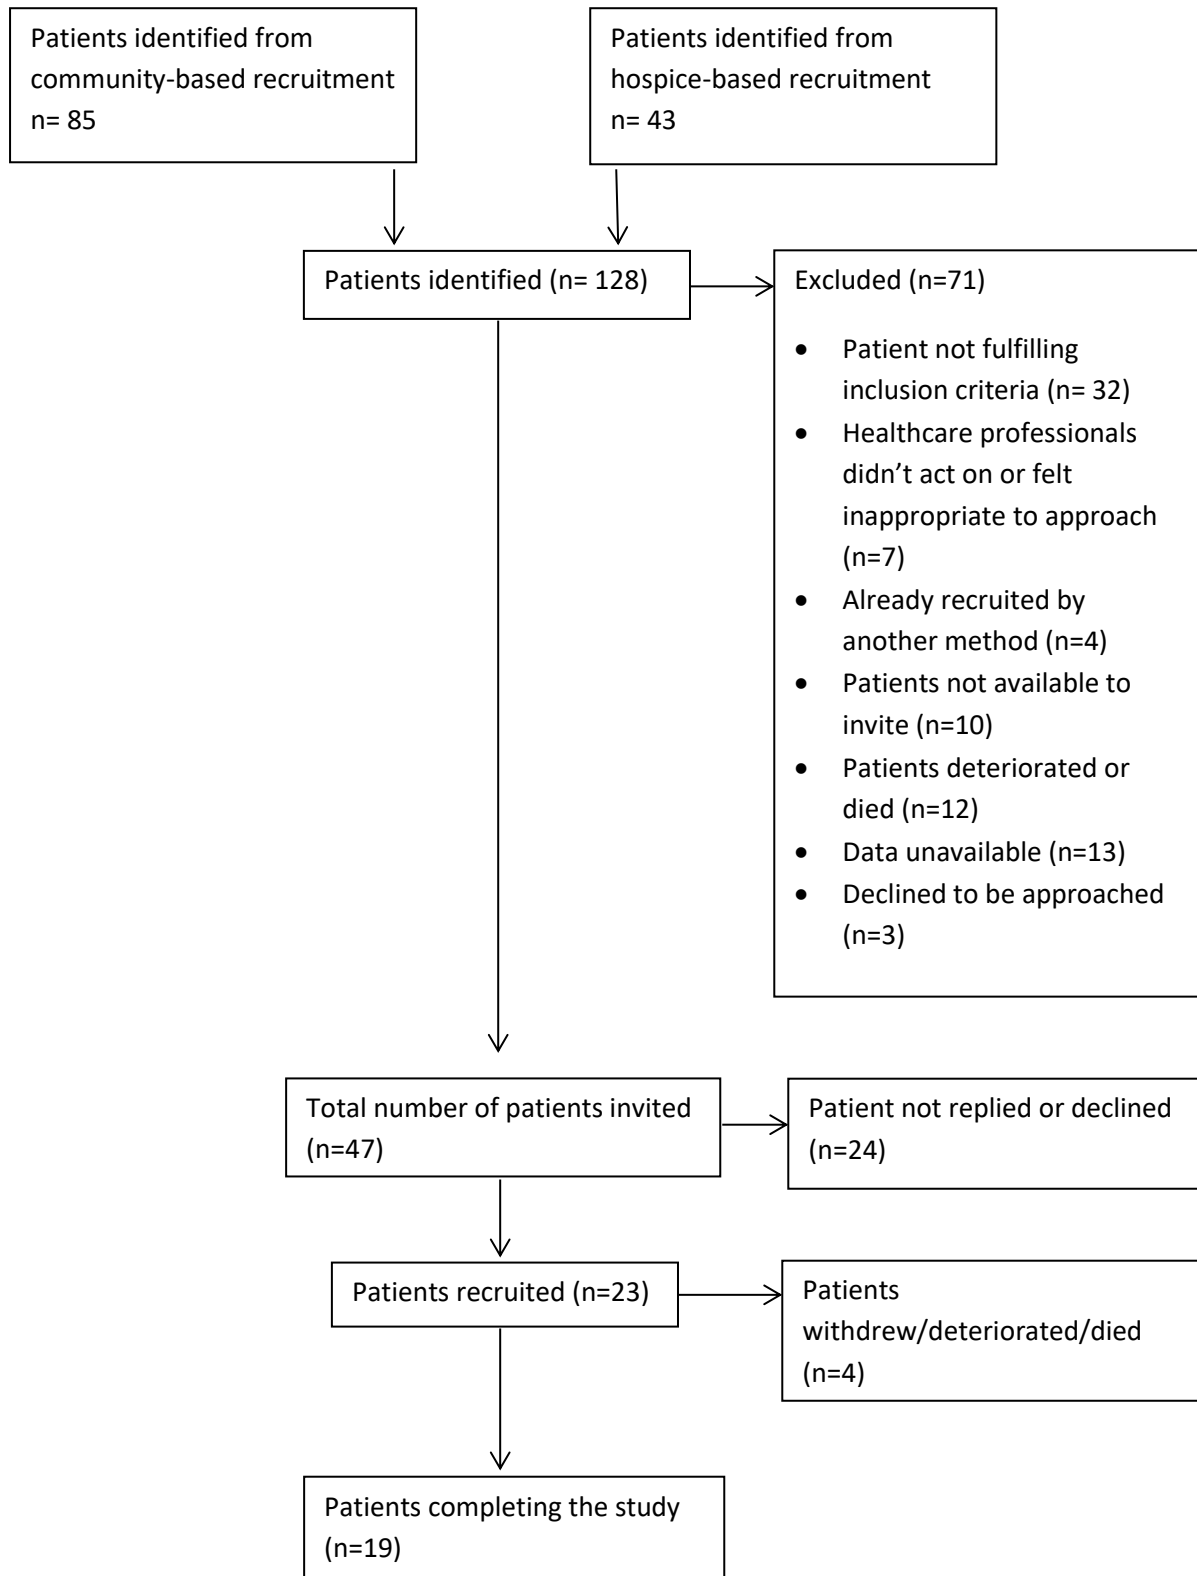 Patients identified from
community-based recruitment
n= 85
Patients identified from
hospice-based recruitment
n= 43
Patients identified (n= 128)
Excluded (n=71)
• Patient not fulfilling
inclusion criteria (n= 32)
• Healthcare professionals
didn’t act on or felt
inappropriate to approach
(n=7)
• Already recruited by
another method (n=4)
• Patients not available to
invite (n=10)
• Patients deteriorated or
died (n=12)
• Data unavailable (n=13)
• Declined to be approached
(n=3)
Total number of patients invited
(n=47)
Patient not replied or declined
(n=24)
Patients recruited (n=23)
Patients
withdrew/deteriorated/died
(n=4)
Patients completing the study
(n=19)